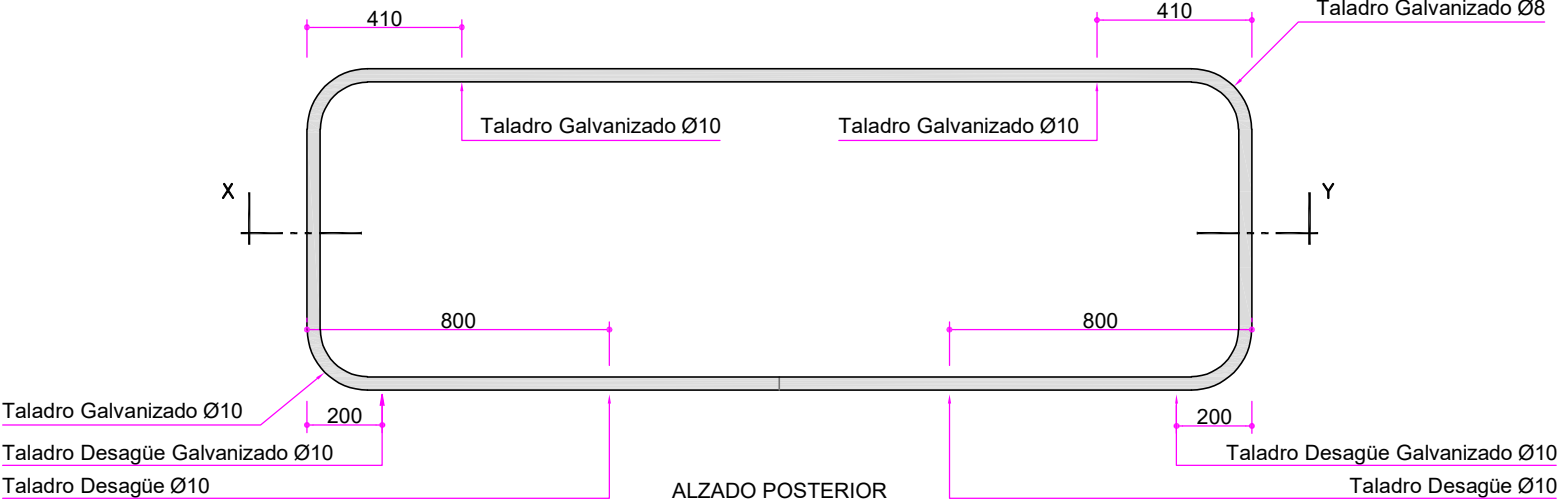 Taladro Galvanizado Ø8
410
410
Taladro Galvanizado Ø10
Taladro Galvanizado Ø10
X
Y
800
800
Taladro Galvanizado Ø10
200
200
Taladro Desagüe Galvanizado Ø10
Taladro Desagüe Galvanizado Ø10
Taladro Desagüe Ø10
ALZADO POSTERIOR
Taladro Desagüe Ø10